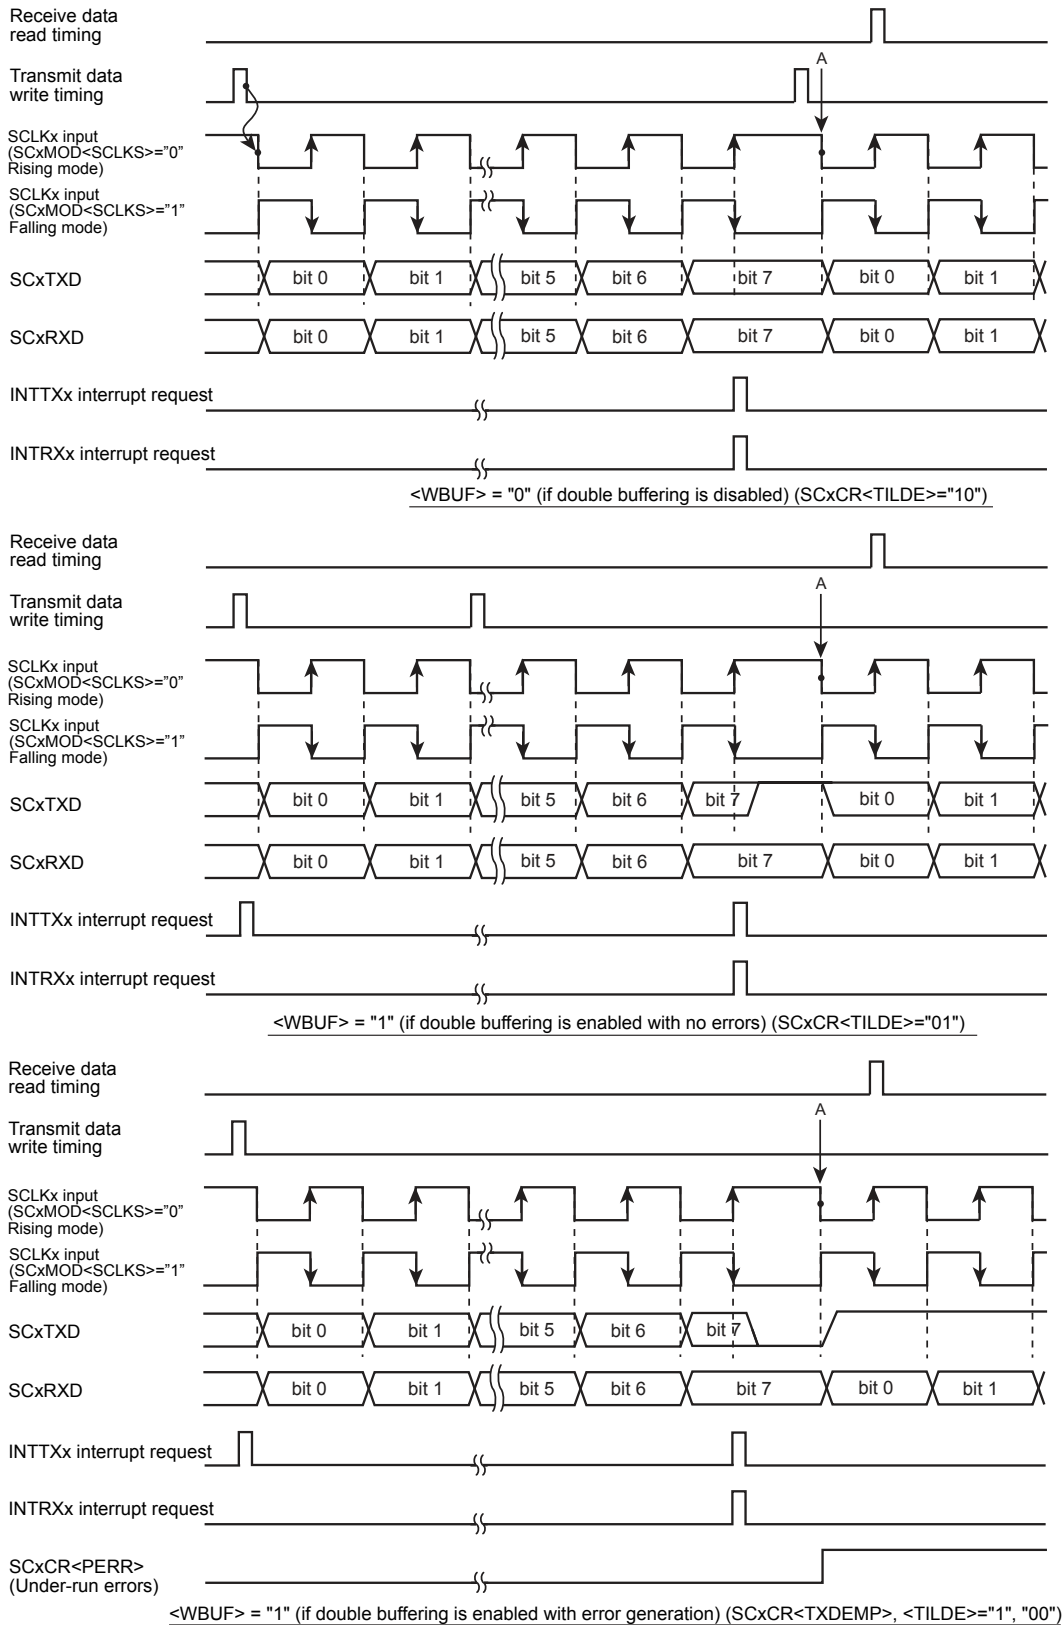 Receive data
read timing
A
Transmit data
write timing
SCLKx input
(SCxMOD<SCLKS>="0"
Rising mode)
SCLKx input
(SCxMOD<SCLKS>="1"
Falling mode)
SCxTXD bit 0 bit 1 bit 5 bit 6 bit 7 bit 0 bit 1
SCxRXD bit 0 bit 1 bit 5 bit 6 bit 7 bit 0 bit 1
INTTXx interrupt request
INTRXx interrupt request
<WBUF> = "0" (if double buffering is disabled) (SCxCR<TILDE>="10")
Receive data
read timing
A
Transmit data
write timing
SCLKx input
(SCxMOD<SCLKS>="0"
Rising mode)
SCLKx input
(SCxMOD<SCLKS>="1"
Falling mode)
SCxTXD bit 0 bit 1 bit 5 bit 6 bit 7 bit 0 bit 1
SCxRXD bit 0 bit 1 bit 5 bit 6 bit 7 bit 0 bit 1
INTTXx interrupt request
INTRXx interrupt request
<WBUF> = "1" (if double buffering is enabled with no errors) (SCxCR<TILDE>="01")
Receive data
read timing
A
Transmit data
write timing
SCLKx input
(SCxMOD<SCLKS>="0"
Rising mode)
SCLKx input
(SCxMOD<SCLKS>="1"
Falling mode)
SCxTXD bit 0 bit 1 bit 5 bit 6 bit 7
SCxRXD bit 0 bit 1 bit 5 bit 6 bit 7 bit 0 bit 1
INTTXx interrupt request
INTRXx interrupt request
SCxCR<PERR>
(Under-run errors)
<WBUF> = "1" (if double buffering is enabled with error generation) (SCxCR<TXDEMP>, <TILDE>="1", "00")